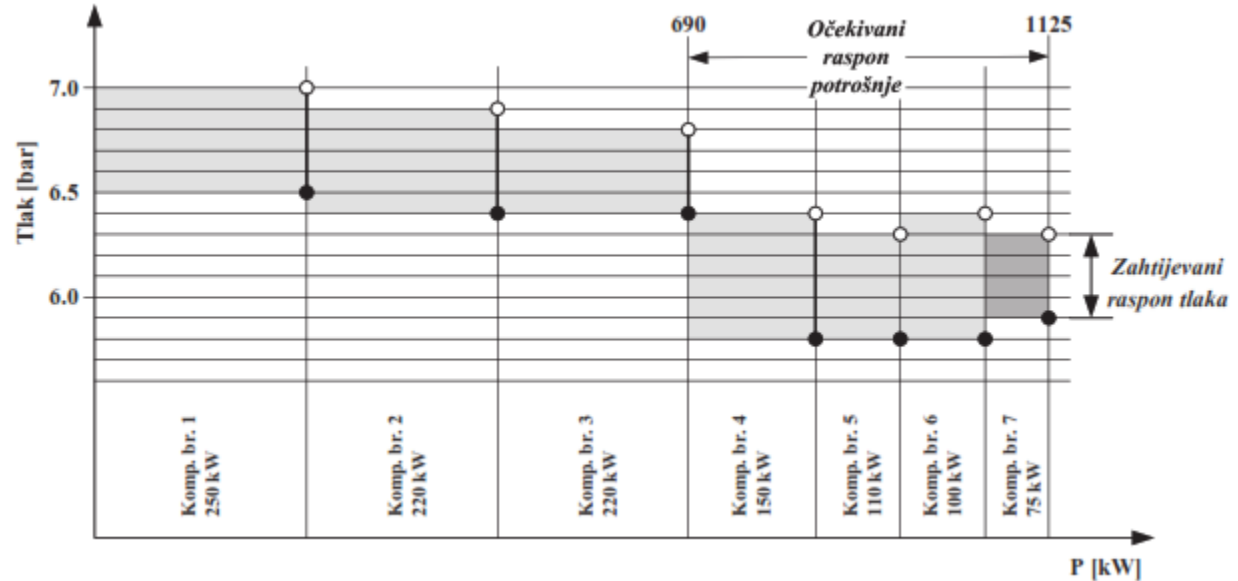 690
Očekivani
raspon
potrošnje
1125
7.0
6.5
6.0
Tlak [bar]
Zahtijevani
raspon tlaka
Komp. br. 1
250 kW
Komp. br. 2
220 kW
Komp. br. 3
220 kW
Komp. br. 4
150 kW
Komp. br. 5
110 kW
Komp. br. 6
100 kW
Komp. br. 7
75 kW
P [kW]